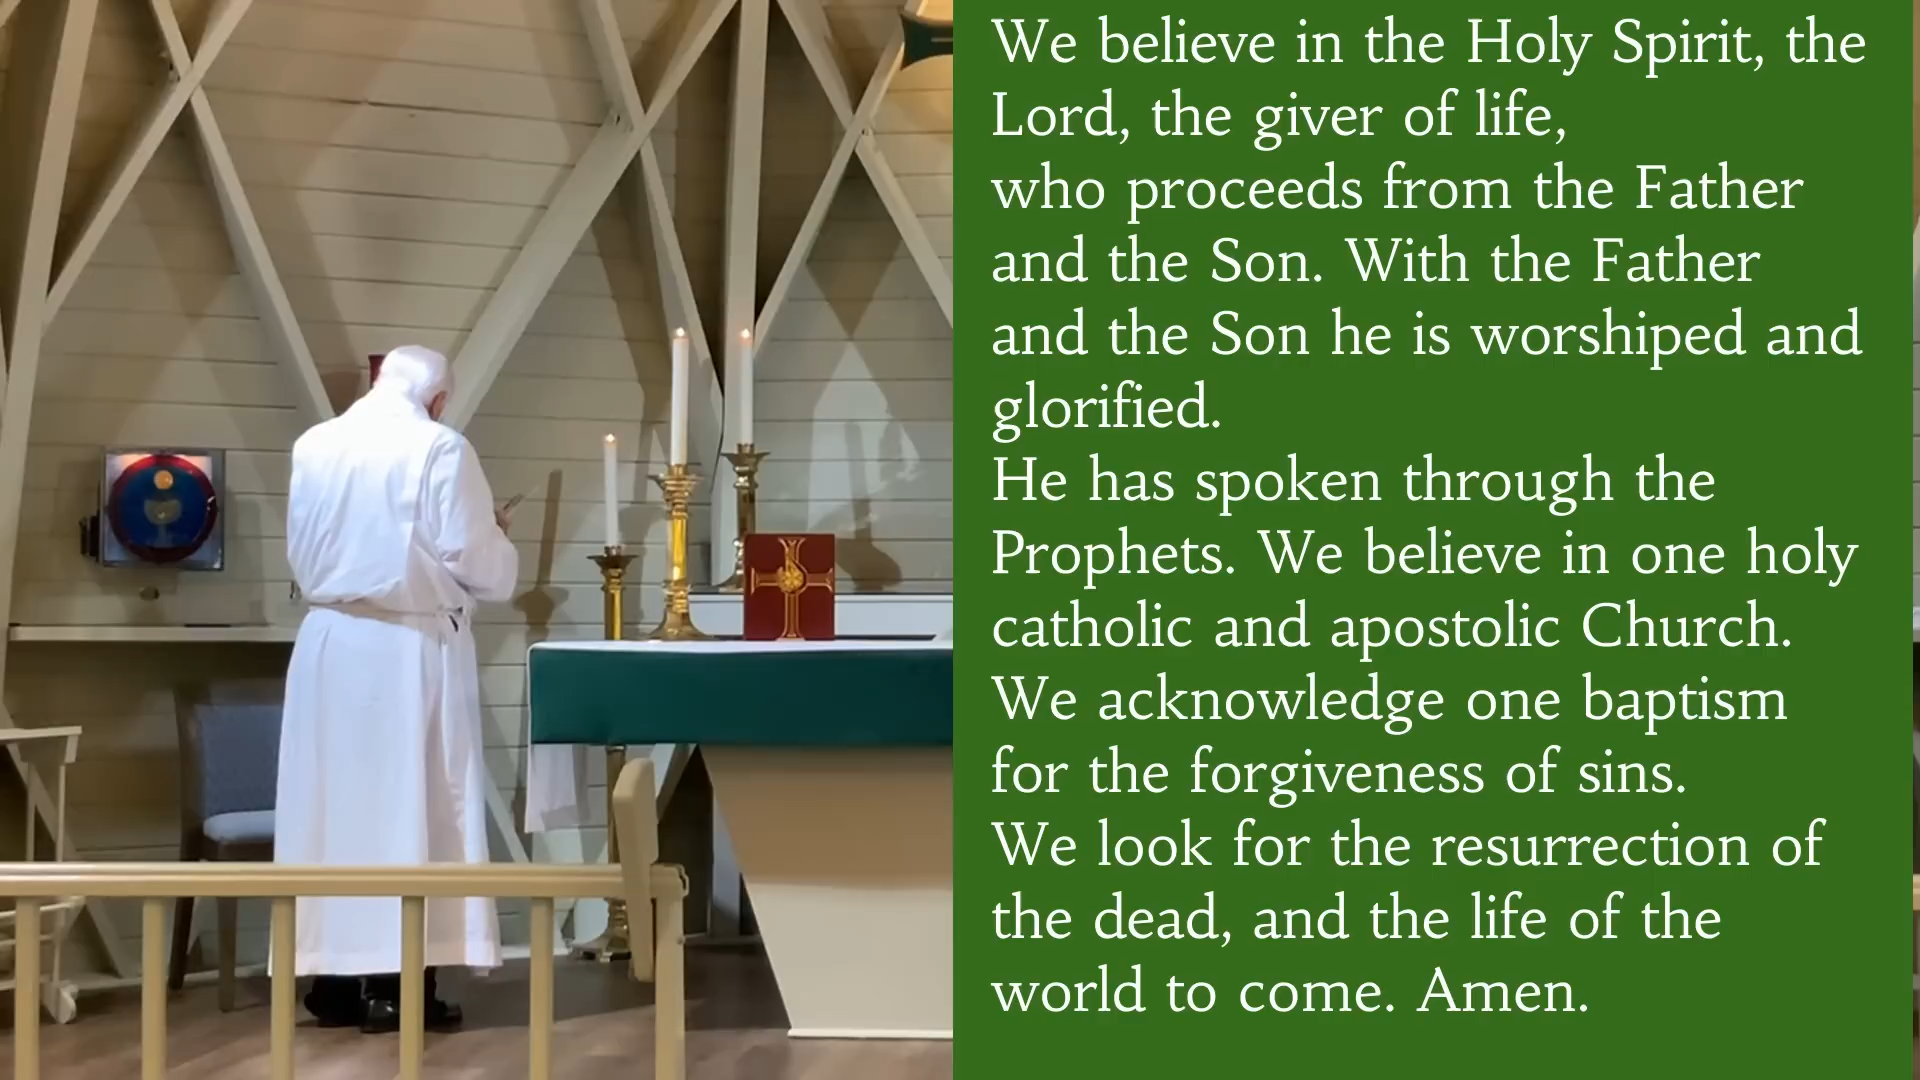 We believe in the Holy Spirit, the
Lord, the giver of life,
who proceeds from the Father
and the Son. With the Father
and the Son he is worshiped and
glorified.
He has spoken through the
Prophets. We believe in one holy
catholic and apostolic Church.
We acknowledge one baptism
for the forgiveness of sins.
We look for the resurrection of
the dead, and the life of the
world to come. Amen.